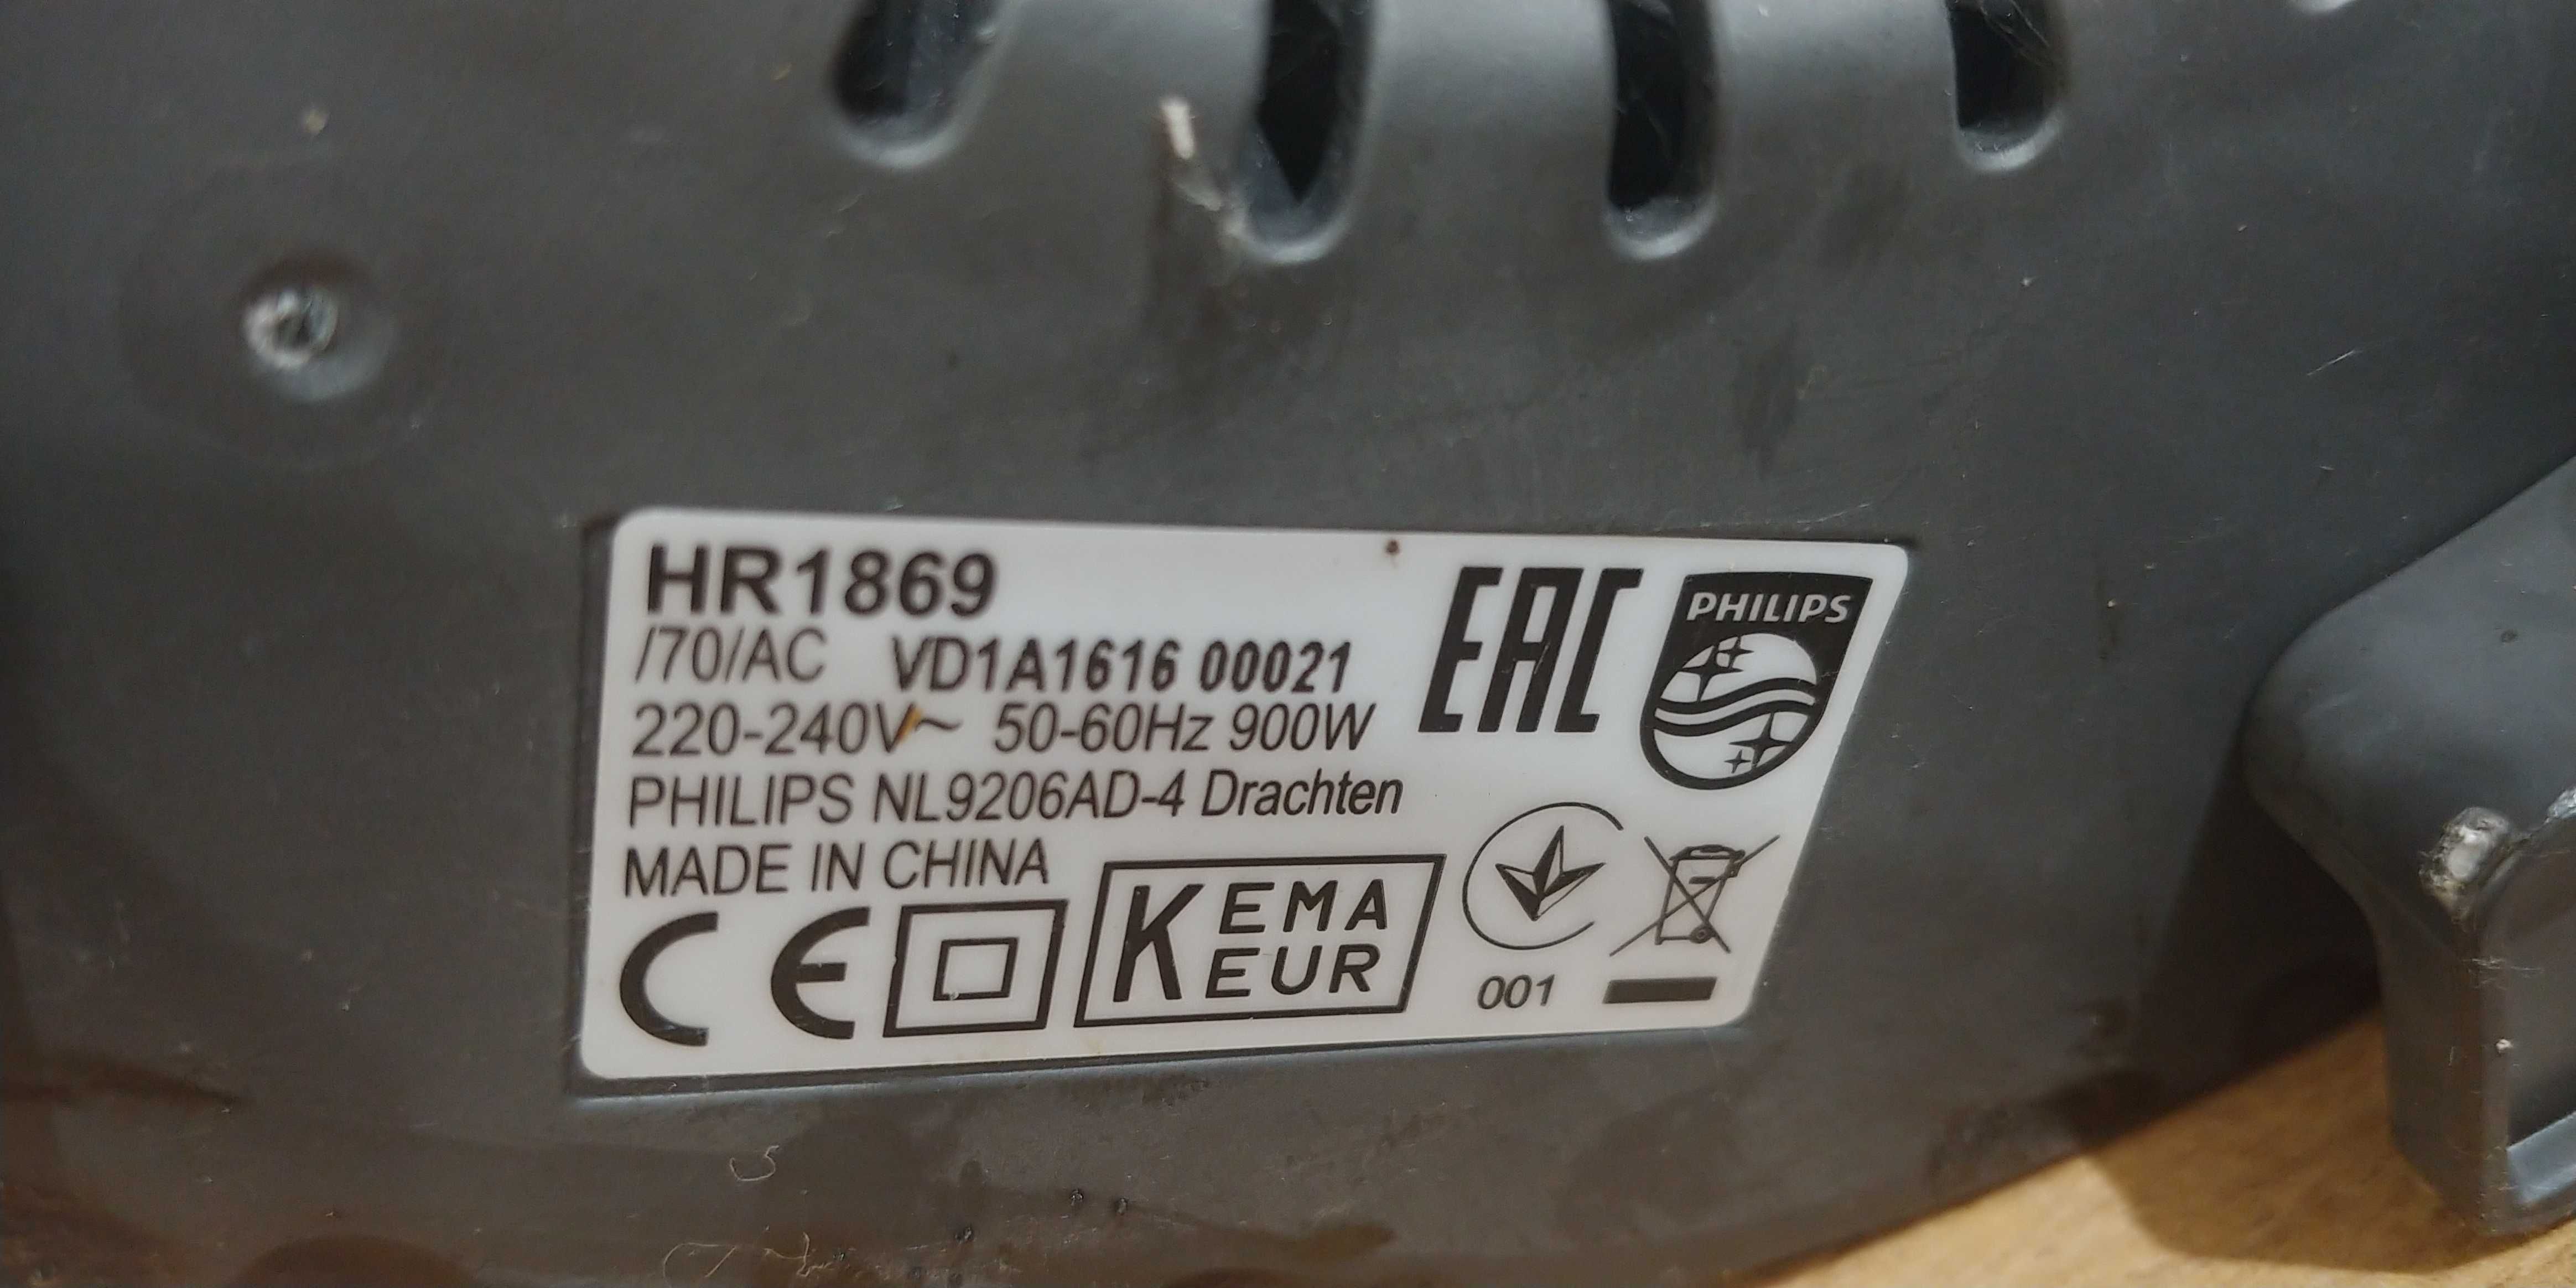 HR1869
/70/AC VD1A1616 00021
220-240V~ 50-60Hz 900W
PHILIPS NL9206AD-4 Drachten
MADE IN CHINA
CE
KEMA
EUR
EAC
PHILIPS
001